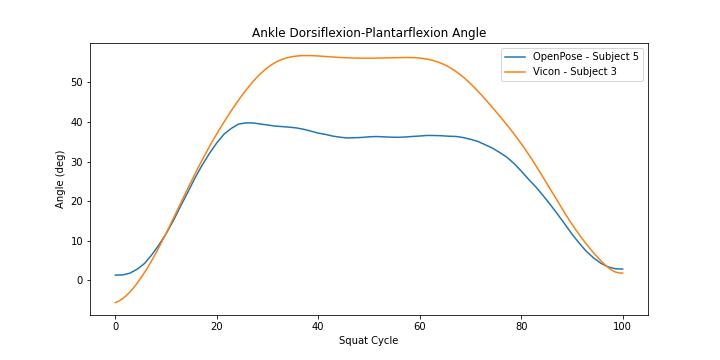 Ankle Dorsiflexion-Plantarflexion Angle
OpenPose - Subject 5
Vicon - Subject 3
50
40
30
20
10
0
Angle (deg)
0 20 40 60 80 100
Squat Cycle